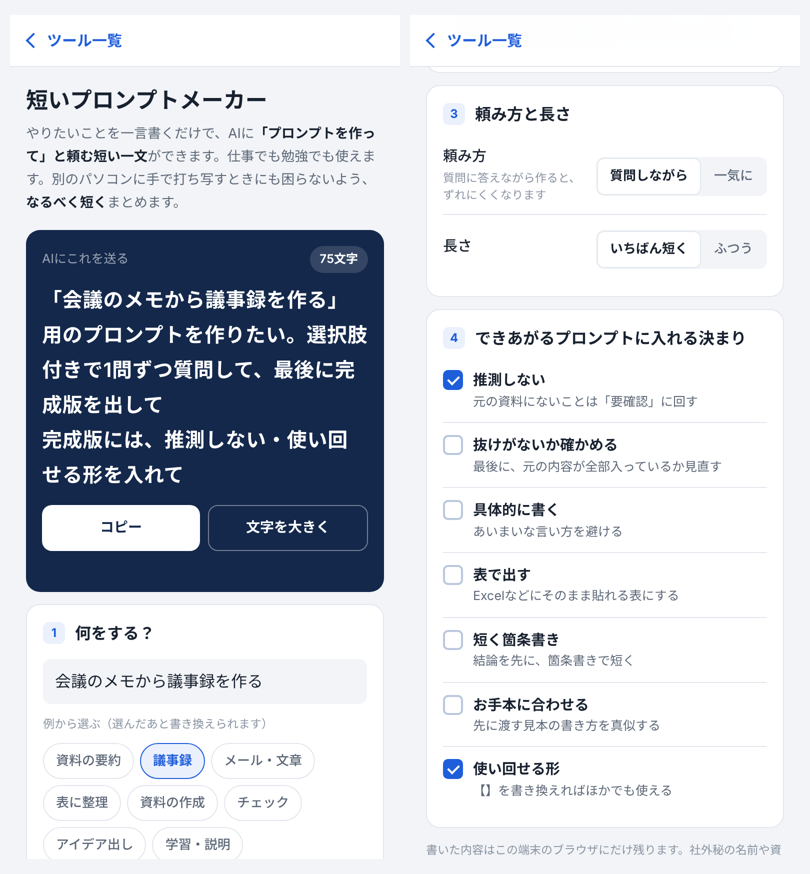 ツール一覧
短いプロンプトメーカー
やりたいことを一言書くだけで、AIに「プロンプトを作っ
て」と頼む短い一文ができます。仕事でも勉強でも使えま
す。別のパソコンに手で打ち写すときにも困らないよう、
なるべく短くまとめます。
AIにこれを送る
75文字
「会議のメモから議事録を作る」
用のプロンプトを作りたい。選択肢
付きで1問ずつ質問して、最後に完
成版を出して
完成版には、推測しない・使い回
せる形を入れて
コピー
文字を大きく
1 何をする？
会議のメモから議事録を作る
例から選ぶ（選んだあと書き換えられます）
資料の要約
議事録
メール・文章
表に整理
資料の作成
チェック
アイデア出し
学習・説明
ツール一覧
3 頼み方と長さ
頼み方
質問に答えながら作ると、
ずれにくくなります
質問しながら
一気に
長さ
いちばん短く
ふつう
4 できあがるプロンプトに入れる決まり
推測しない
元の資料にないことは「要確認」に回す
抜けがないか確かめる
最後に、元の内容が全部入っているか見直す
具体的に書く
あいまいな言い方を避ける
表で出す
Excelなどにそのまま貼れる表にする
短く箇条書き
結論を先に、箇条書きで短く
お手本に合わせる
先に渡す見本の書き方を真似する
使い回せる形
【】を書き換えればほかでも使える
書いた内容はこの端末のブラウザにだけ残ります。社外秘の名前や資